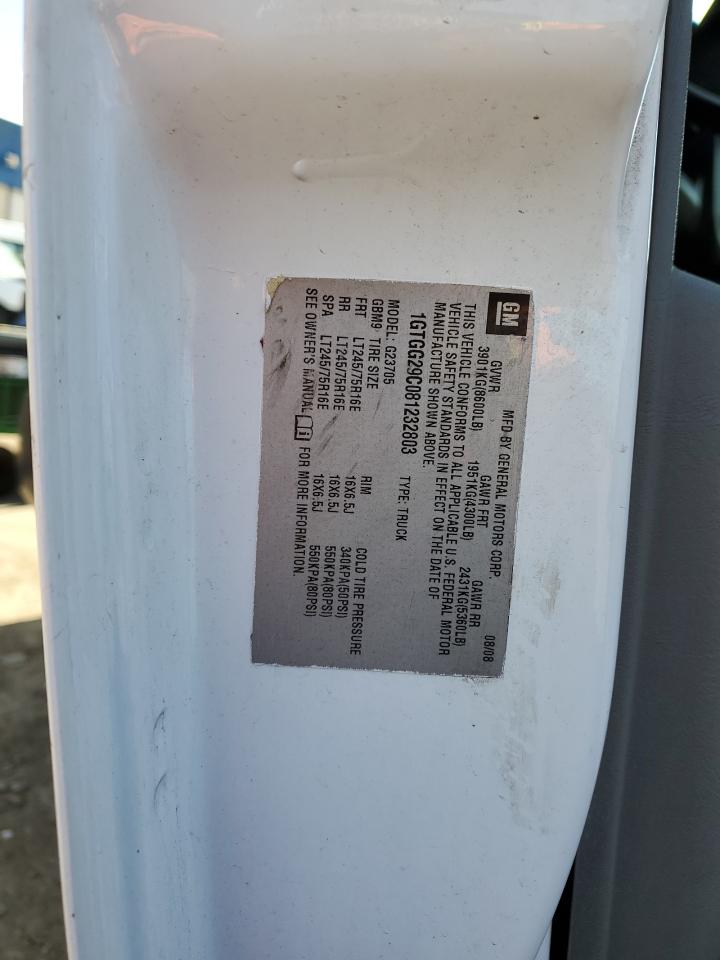 GM MFD BY GENERAL MOTORS CORP 08/08
GVWR GAWR FRT GAWR RR
3901KG(8600LB) 1951KG(4300LB) 2431KG(5360LB)
THIS VEHICLE CONFORMS TO ALL APPLICABLE U.S. FEDERAL MOTOR
VEHICLE SAFETY STANDARDS IN EFFECT ON THE DATE OF
MANUFACTURE SHOWN ABOVE.
1GTGG29C081232803 TYPE: TRUCK
MODEL: G23705
GBM9 TIRE SIZE RIM COLD TIRE PRESSURE
FRT LT245/75R16E 16X6.5J 340KPA(50PSI)
RR LT245/75R16E 16X6.5J 550KPA(80PSI)
SPA LT245/75R16E 16X6.5J 550KPA(80PSI)
SEE OWNER'S MANUAL FOR MORE INFORMATION.